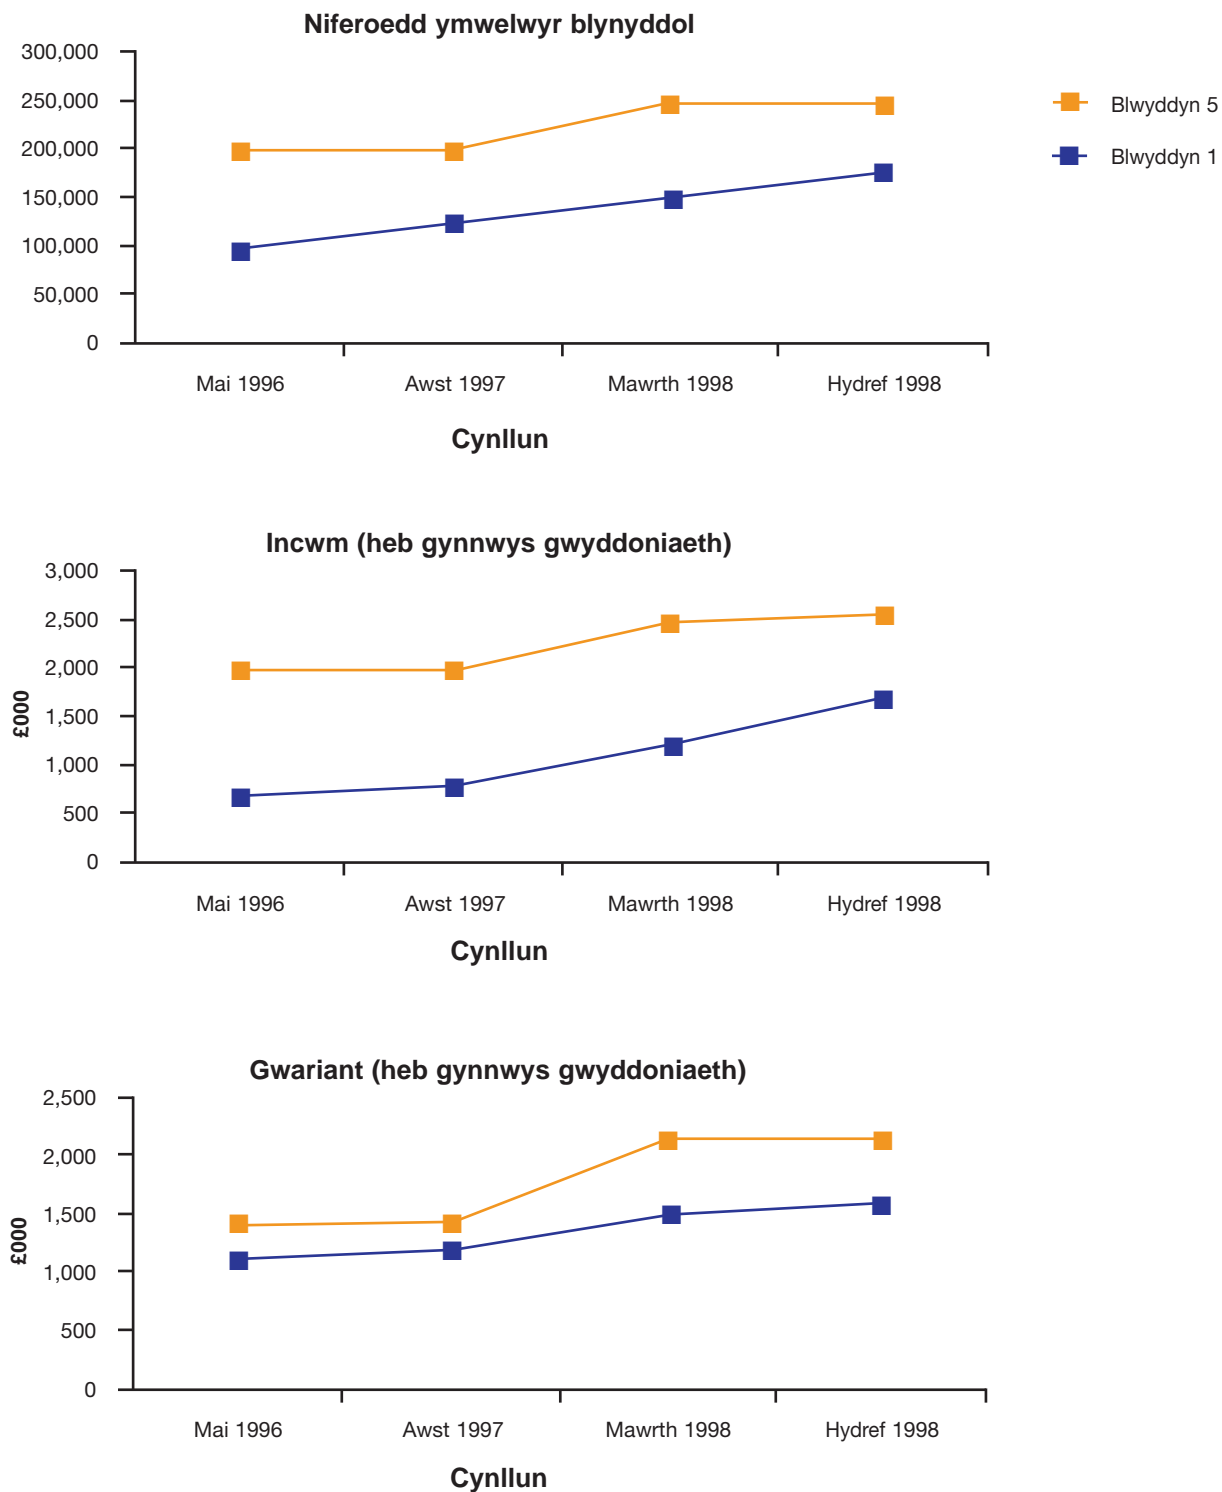 Niferoedd ymwelwyr blynyddol
300,000
250,000
200,000
150,000
100,000
50,000
0
Mai 1996 Awst 1997 Mawrth 1998 Hydref 1998
Cynllun
Blwyddyn 5
Blwyddyn 1
Incwm (heb gynnwys gwyddoniaeth)
3,000
2,500
2,000
1,500
1,000
500
0
£000
Mai 1996 Awst 1997 Mawrth 1998 Hydref 1998
Cynllun
Gwariant (heb gynnwys gwyddoniaeth)
2,500
2,000
1,500
1,000
500
0
£000
Mai 1996 Awst 1997 Mawrth 1998 Hydref 1998
Cynllun